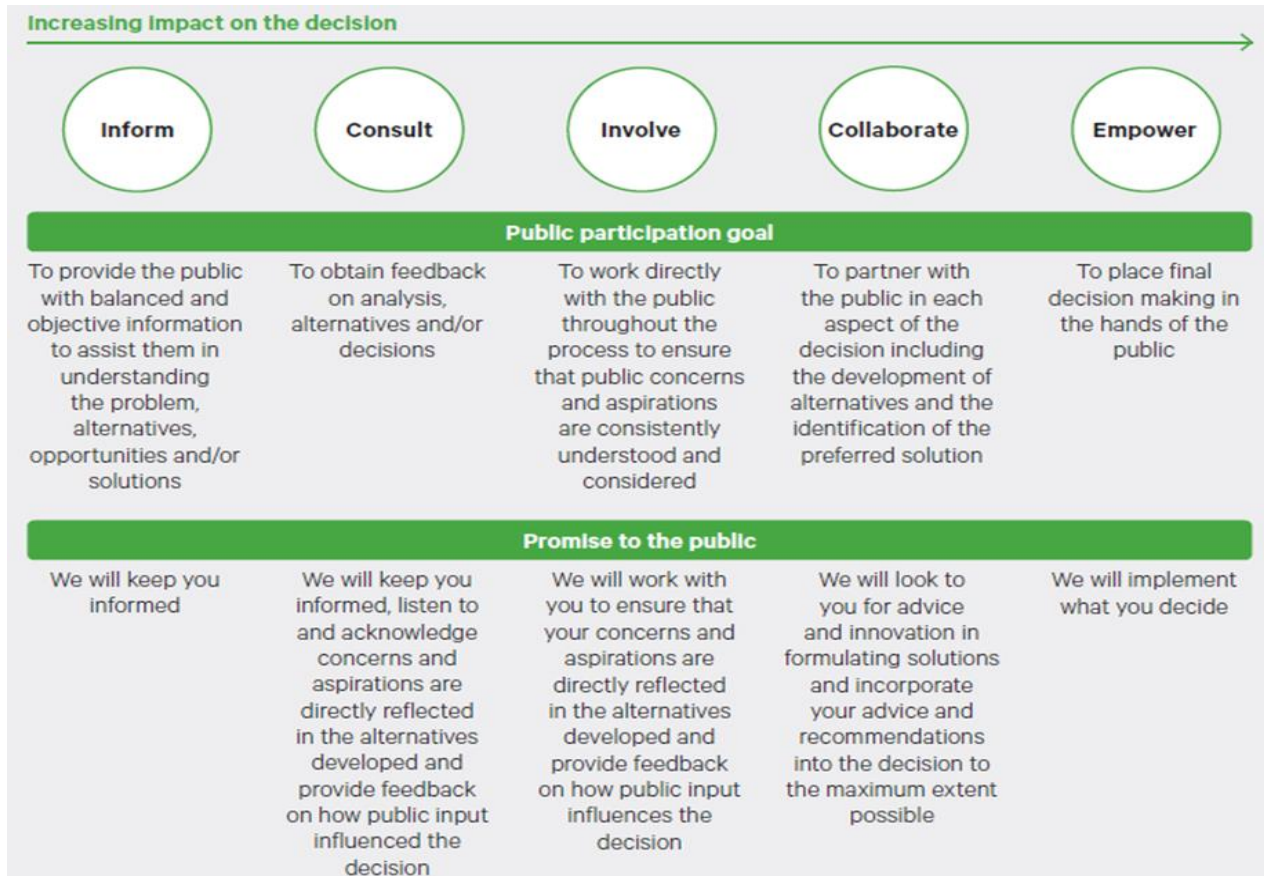 Increasing impact on the decision
Inform
Consult
Involve
Collaborate
Empower
Public participation goal
To provide the public
with balanced and
objective information
to assist them in
understanding
the problem,
alternatives,
opportunities and/or
solutions
To obtain feedback
on analysis,
alternatives and/or
decisions
To work directly
with the public
throughout the
process to ensure
that public concerns
and aspirations
are consistently
understood and
considered
To partner with
the public in each
aspect of the
decision including
the development of
alternatives and the
identification of the
preferred solution
To place final
decision making in
the hands of the
public
Promise to the public
We will keep you
informed
We will keep you
informed, listen to
and acknowledge
concerns and
aspirations are
directly reflected
in the alternatives
developed and
provide feedback
on how public input
influenced the
decision
We will work with
you to ensure that
your concerns and
aspirations are
directly reflected
in the alternatives
developed and
provide feedback
on how public input
influences the
decision
We will look to
you for advice
and innovation in
formulating solutions
and incorporate
your advice and
recommendations
into the decision to
the maximum extent
possible
We will implement
what you decide